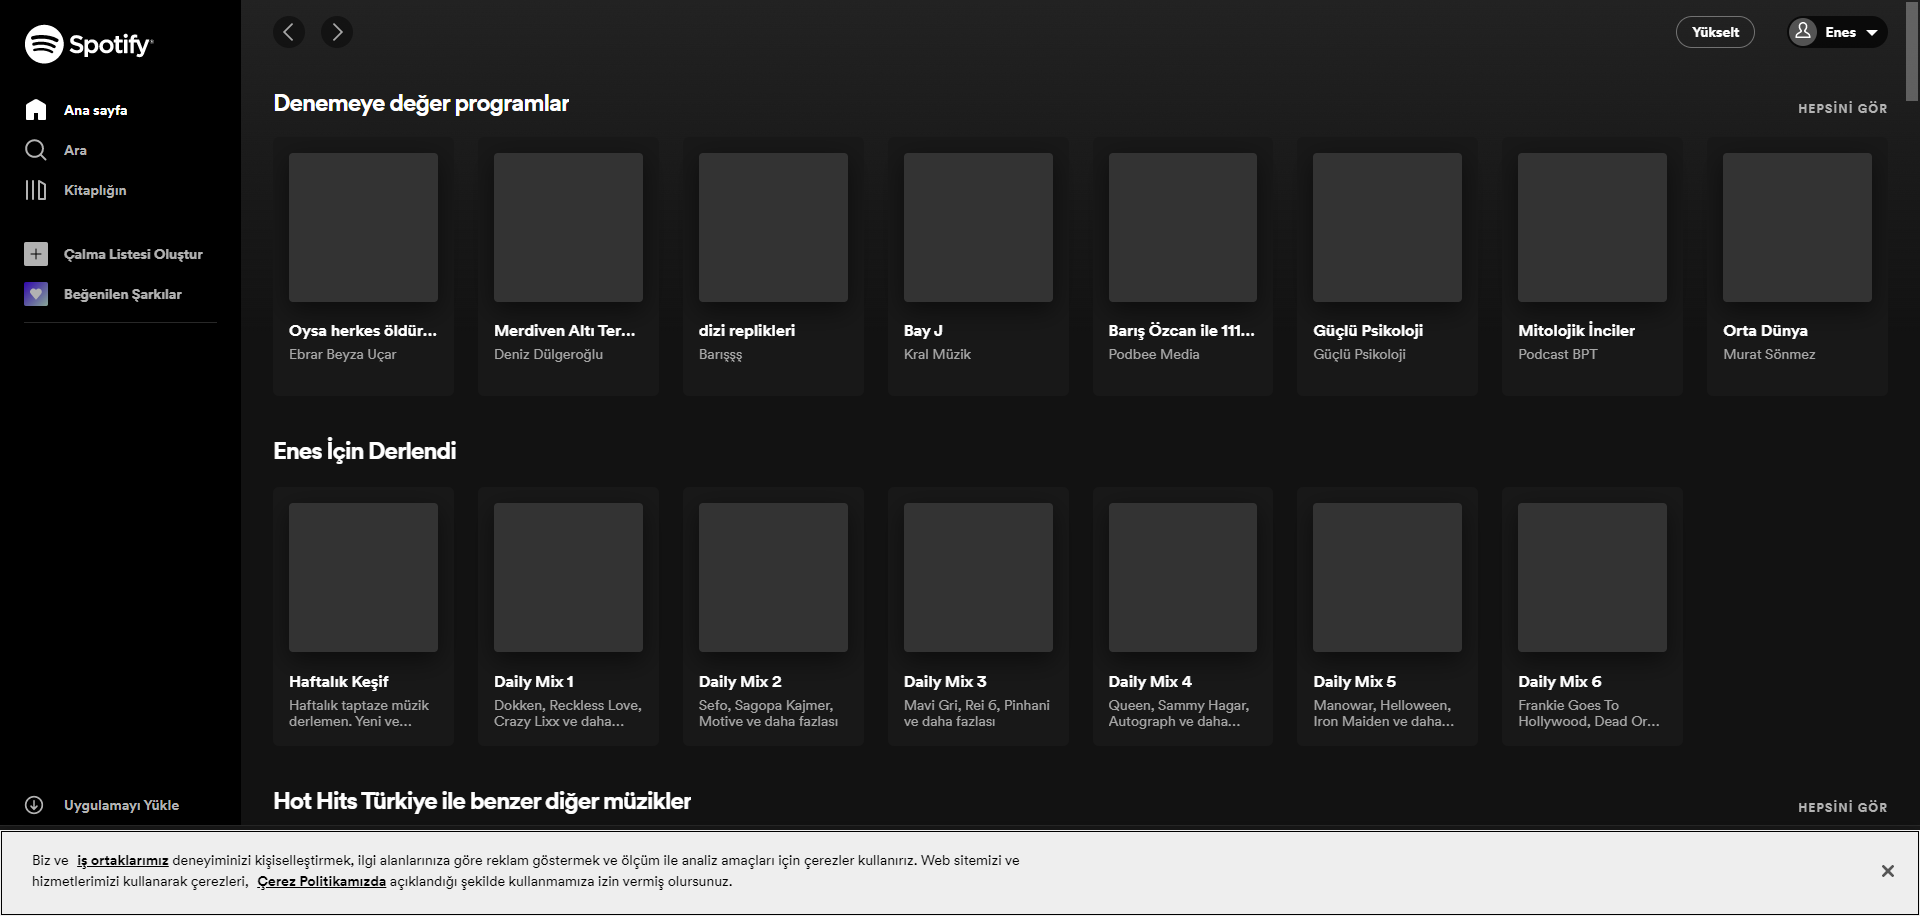 Spotify
Yükselt
Enes
Ana sayfa
Ara
Kitaplığın
Çalma Listesi Oluştur
Beğenilen Şarkılar
Denemeye değer programlar
HEPSİNİ GÖR
Oysa herkes öldür...
Ebrar Beyza Uçar
Merdiven Altı Ter...
Deniz Dülgeroğlu
dizi replikleri
Barışşş
Bay J
Kral Müzik
Barış Özcan ile 111...
Podbee Media
Güçlü Psikoloji
Güçlü Psikoloji
Mitolojik İnciler
Podcast BPT
Orta Dünya
Murat Sönmez
Enes İçin Derlendi
Haftalık Keşif
Haftalık taptaze müzik
derlemen. Yeni ve...
Daily Mix 1
Dokken, Reckless Love,
Crazy Lixx ve daha...
Daily Mix 2
Sefo, Sagopa Kajmer,
Motive ve daha fazlası
Daily Mix 3
Mavi Gri, Rei 6, Pinhani
ve daha fazlası
Daily Mix 4
Queen, Sammy Hagar,
Autograph ve daha...
Daily Mix 5
Manowar, Helloween,
Iron Maiden ve daha...
Daily Mix 6
Frankie Goes To
Hollywood, Dead Or...
Hot Hits Türkiye ile benzer diğer müzikler
HEPSİNİ GÖR
Uygulamayı Yükle
Biz ve iş ortaklarımız deneyiminizi kişiselleştirmek, ilgi alanlarınıza göre reklam göstermek ve ölçüm ile analiz amaçları için çerezler kullanırız. Web sitemizi ve
hizmetlerimizi kullanarak çerezleri, Çerez Politikamızda açıklandığı şekilde kullanmamıza izin vermiş olursunuz.